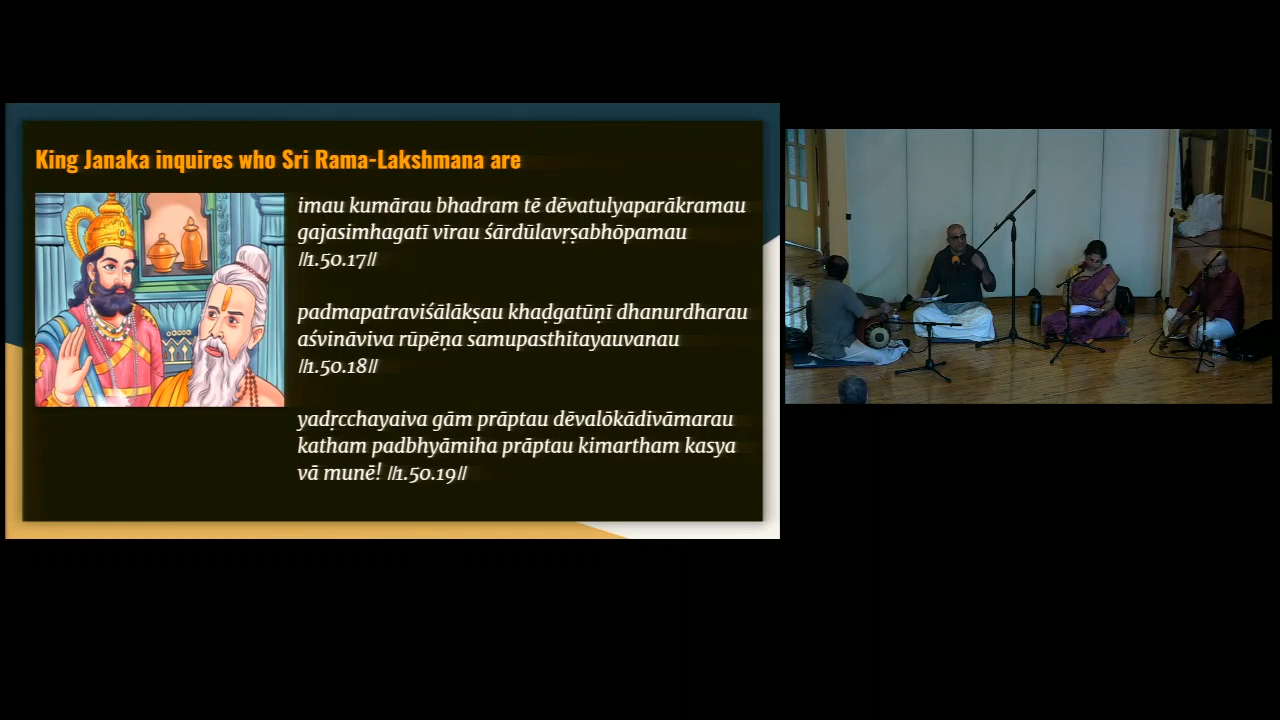 King Janaka inquires who Sri Rama-Lakshmana are
imau kumārau bhadram tē dēvatulyaparākramau
gajasimhagatī vīrau śārdūlavṛṣabhōpamau
//1.50.17//
padmapatraviśālākṣau khaḍgatūṇī dhanurdharau
aśvināviva rūpēṇa samupasthitayauvanau
//1.50.18//
yadṛcchayaiva gām prāptau dēvalōkādivāmarau
katham padbhyāmiha prāptau kimartham kasya
vā munē! //1.50.19//